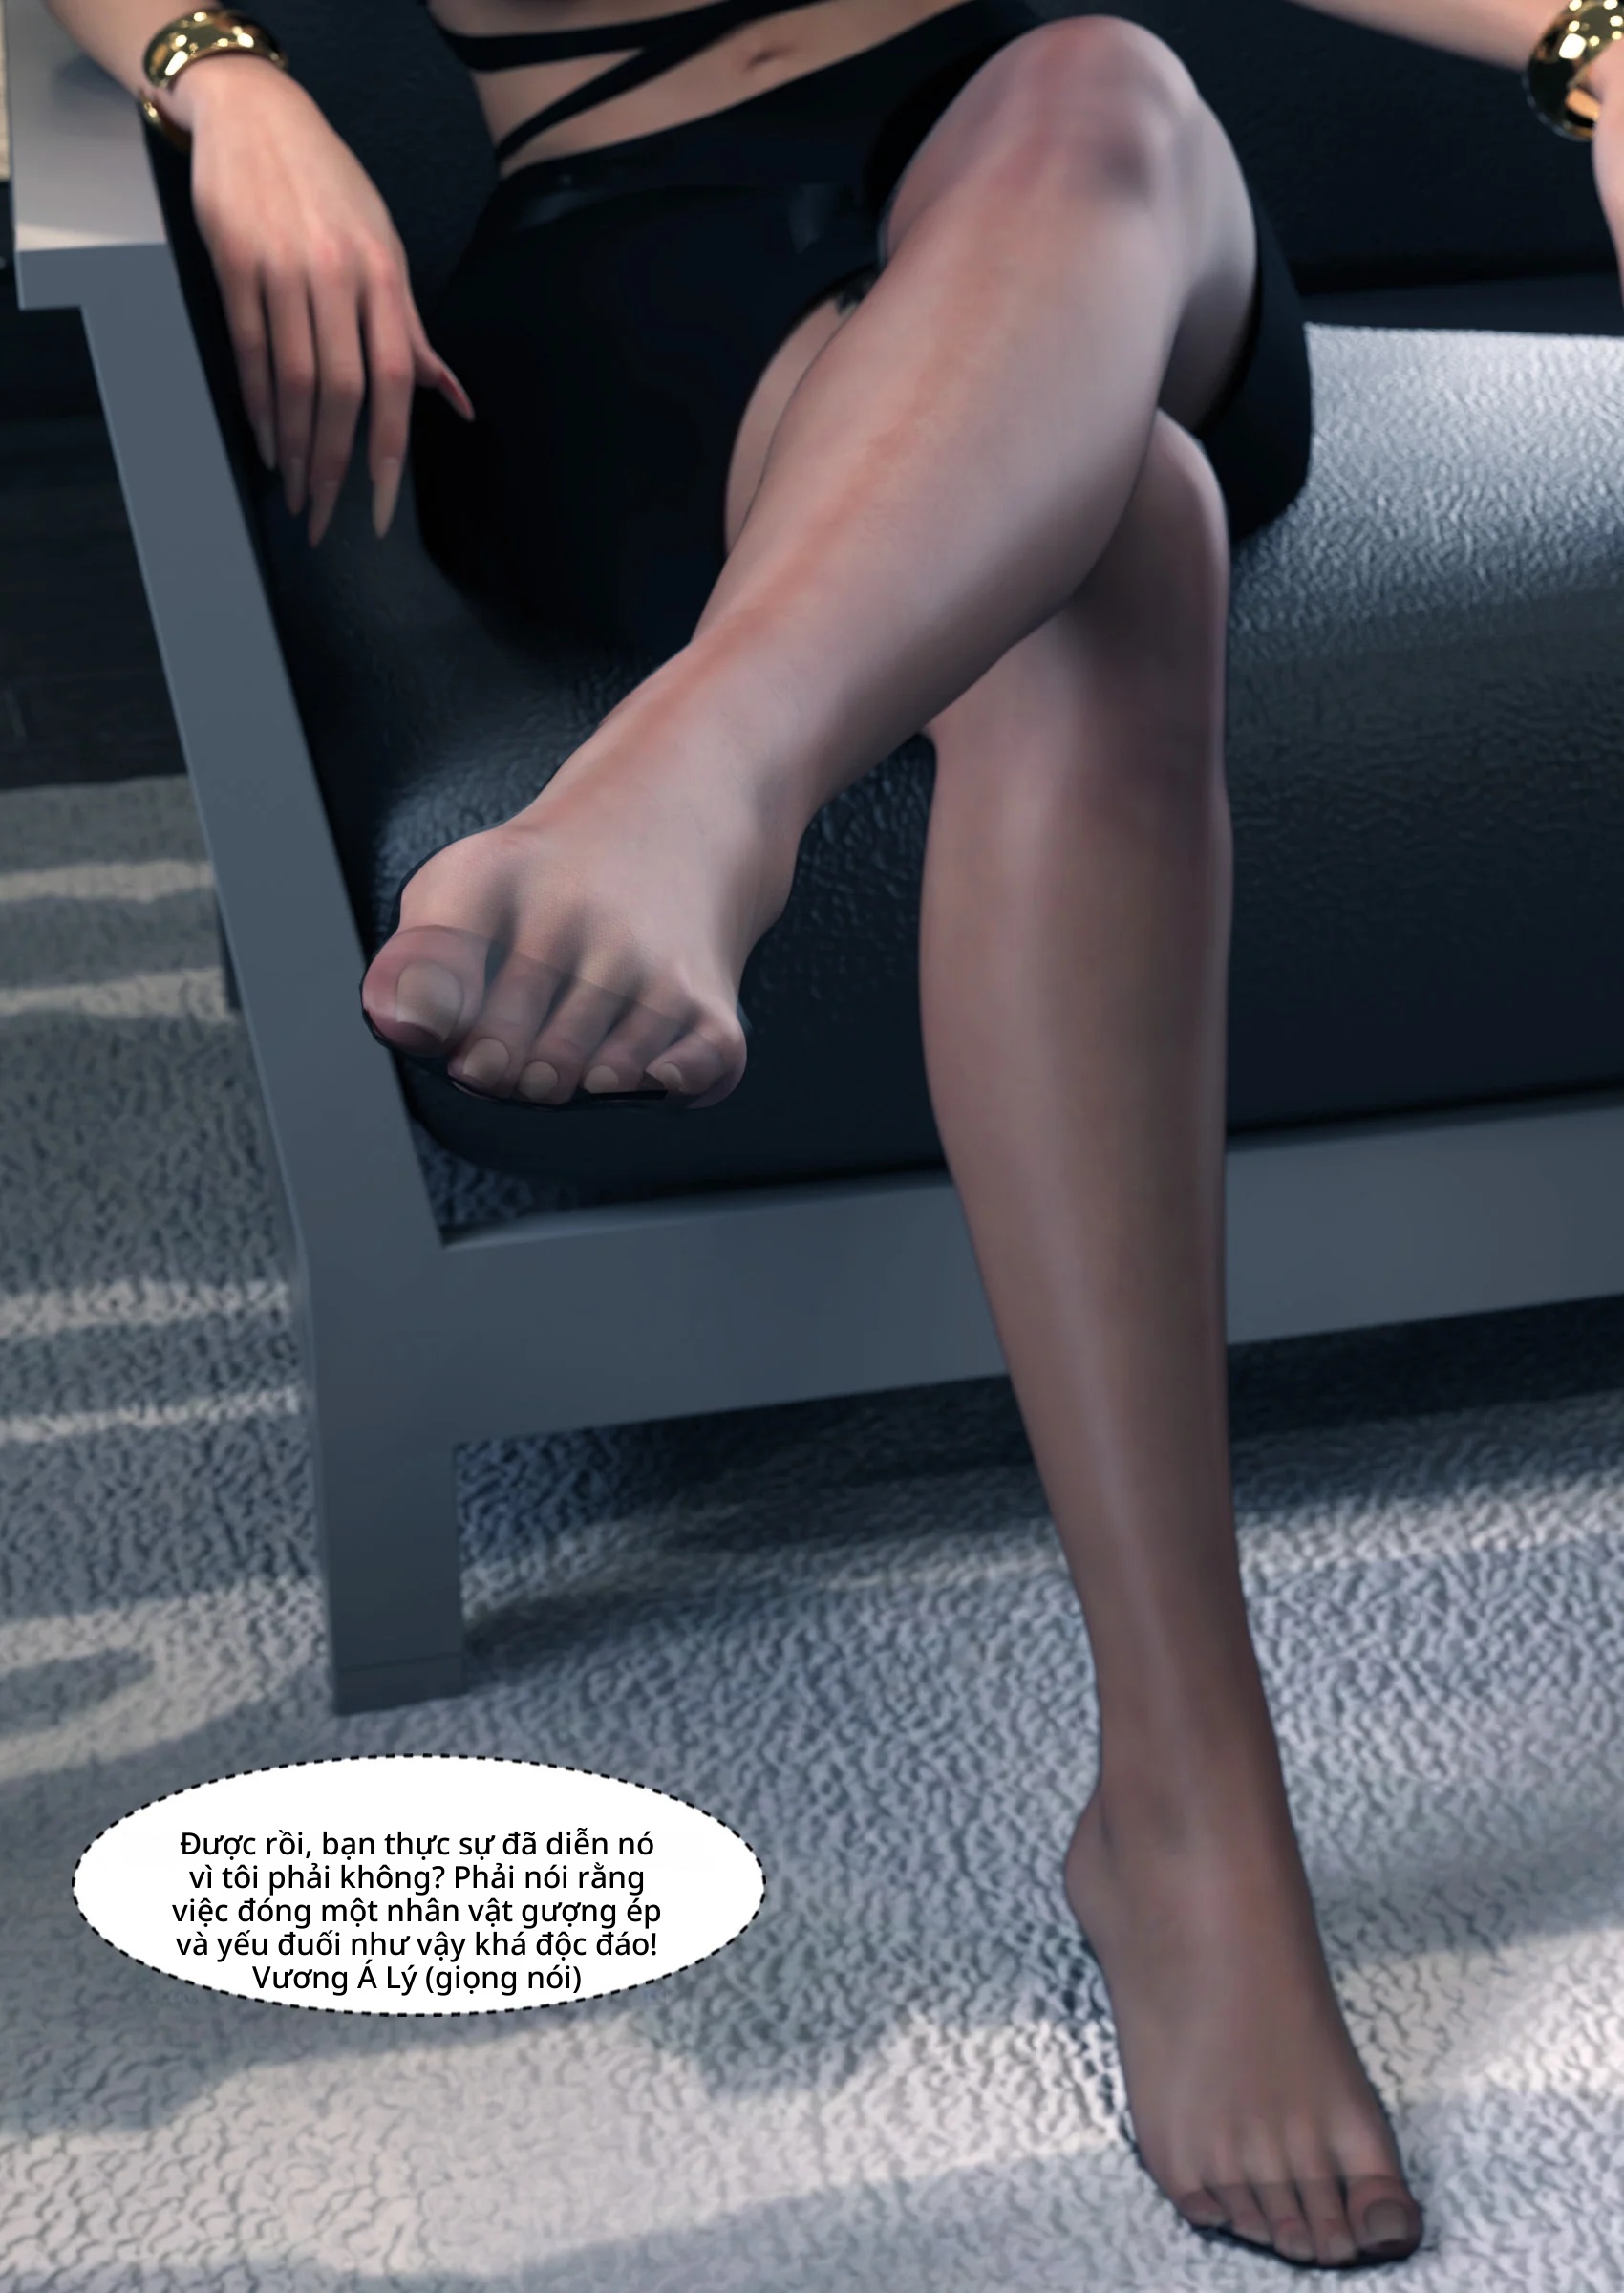 Được rồi, bạn thực sự đã diễn nó
vì tôi phải không? Phải nói rằng
việc đóng một nhân vật gượng ép
và yếu đuối như vậy khá độc đáo!
Vương Á Lý (giọng nói)